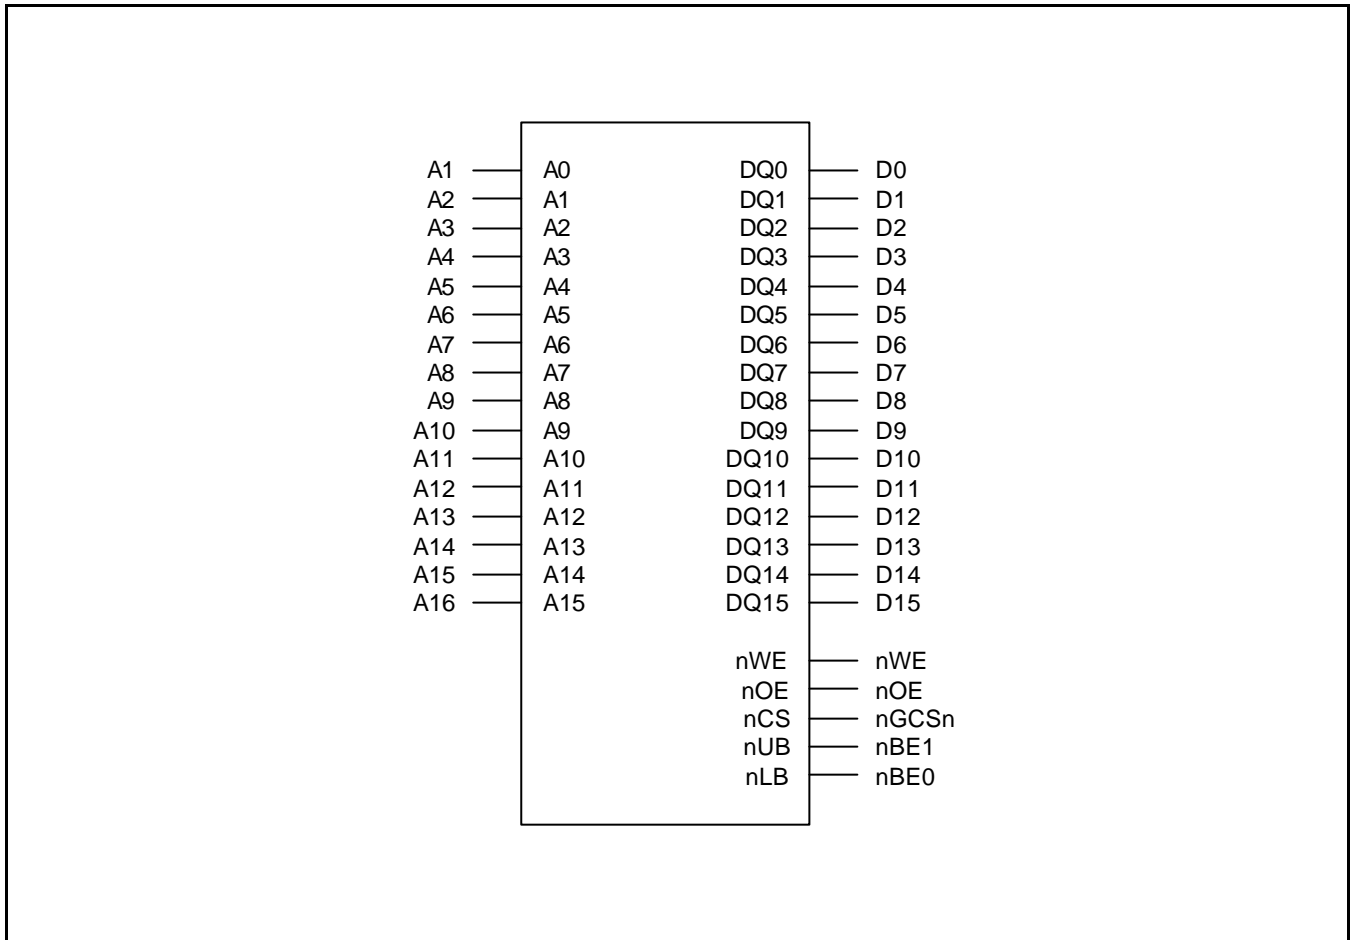 A1 A0 DQ0 D0
A2 A1 DQ1 D1
A3 A2 DQ2 D2
A4 A3 DQ3 D3
A5 A4 DQ4 D4
A6 A5 DQ5 D5
A7 A6 DQ6 D6
A8 A7 DQ7 D7
A9 A8 DQ8 D8
A10 A9 DQ9 D9
A11 A10 DQ10 D10
A12 A11 DQ11 D11
A13 A12 DQ12 D12
A14 A13 DQ13 D13
A15 A14 DQ14 D14
A16 A15 DQ15 D15
nWE nWE
nOE nOE
nCS nGCSn
nUB nBE1
nLB nBE0